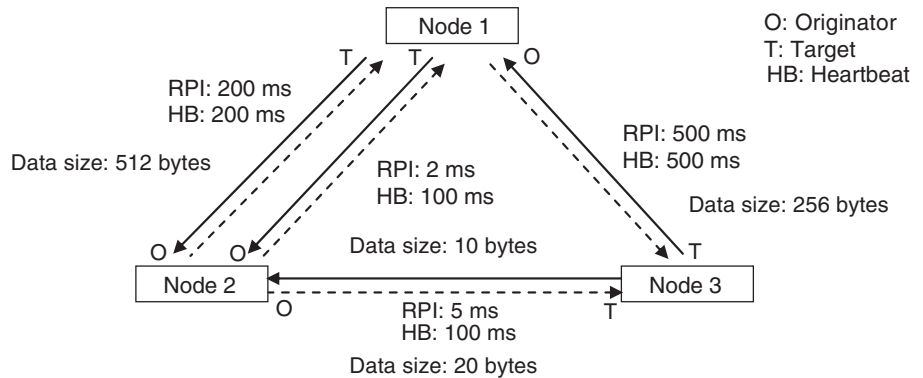 Node 1
O: Originator
T: Target
HB: Heartbeat
T
T
O
RPI: 200 ms
HB: 200 ms
RPI: 500 ms
HB: 500 ms
Data size: 512 bytes
RPI: 2 ms
HB: 100 ms
Data size: 256 bytes
Data size: 10 bytes
O
O
T
Node 2
Node 3
O
T
RPI: 5 ms
HB: 100 ms
Data size: 20 bytes